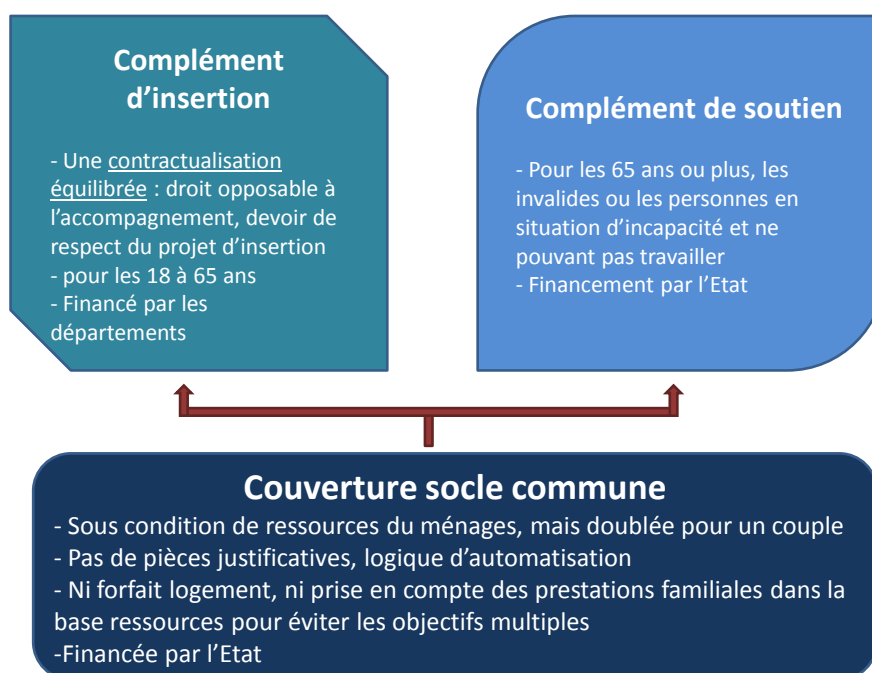 Complément
d’insertion
- Une contractualisation
équilibrée : droit opposable à
l’accompagnement, devoir de
respect du projet d’insertion
- pour les 18 à 65 ans
- Financé par les
départements
Complément de soutien
- Pour les 65 ans ou plus, les
invalides ou les personnes en
situation d’incapacité et ne
pouvant pas travailler
- Financement par l’Etat
Couverture socle commune
- Sous condition de ressources du ménages, mais doublée pour un couple
- Pas de pièces justificatives, logique d’automatisation
- Ni forfait logement, ni prise en compte des prestations familiales dans la
base ressources pour éviter les objectifs multiples
-Financée par l’Etat